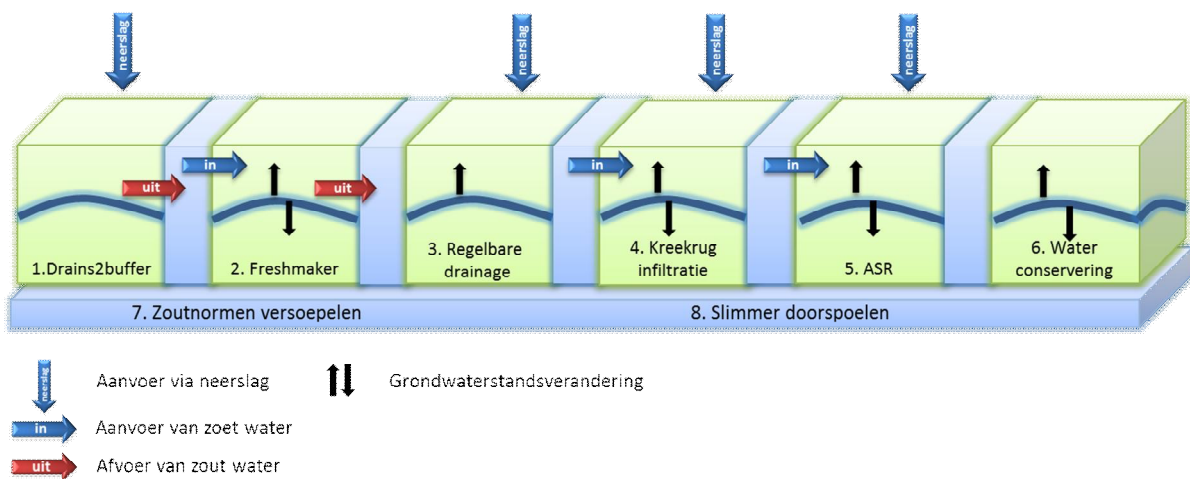 neerslag
neerslag
neerslag
neerslag
in
in
in
uit
uit
1.Drains2buffer
2. Freshmaker
3. Regelbare
drainage
4. Kreekrug
infiltratie
5. ASR
6. Water
conservering
7. Zoutnormen versoepelen
8. Slimmer doorspoelen
neerslag
Aanvoer via neerslag
Grondwaterstandsverandering
in
Aanvoer van zoet water
uit
Afvoer van zout water